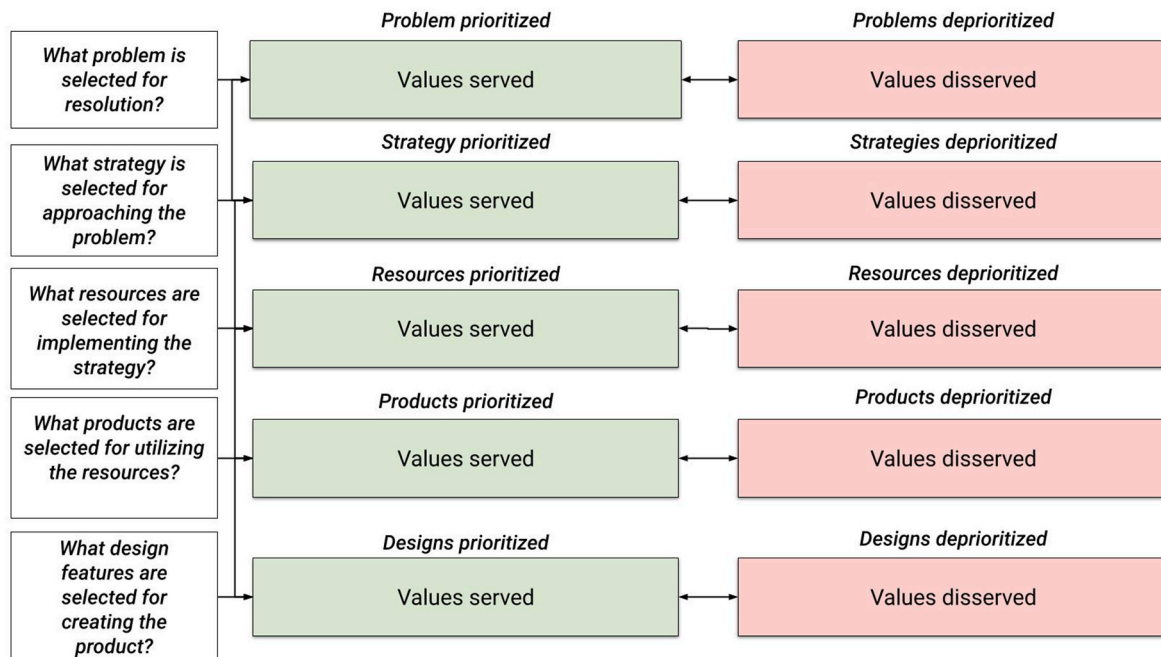 Problem prioritized
Problems deprioritized
What problem is
selected for
resolution?
Values served
Values disserved
Strategy prioritized
Strategies deprioritized
What strategy is
selected for
approaching the
problem?
Values served
Values disserved
Resources prioritized
Resources deprioritized
What resources are
selected for
implementing the
strategy?
Values served
Values disserved
Products prioritized
Products deprioritized
What products are
selected for utilizing
the resources?
Values served
Values disserved
Designs prioritized
Designs deprioritized
What design
features are
selected for
creating the
product?
Values served
Values disserved